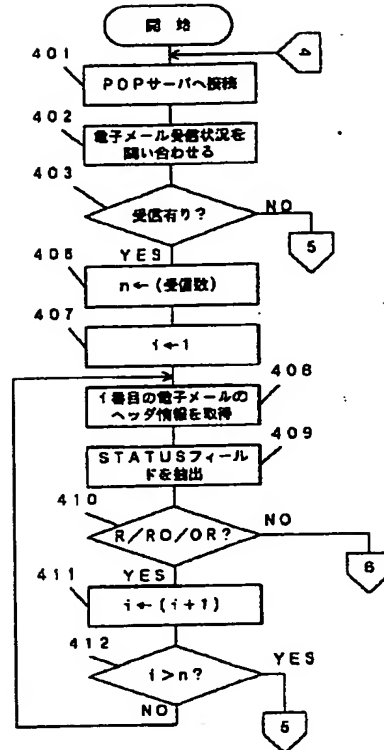 開始
4
401
POPサーバへ接続
402
電子メール受信状況を
問い合わせる
403
受信有り?
NO
5
YES
406
n←(受信数)
407
i←1
408
i番目の電子メールの
ヘッダ情報を取得
409
STATUSフィール
ドを抽出
410
R/RO/OR?
NO
6
YES
411
i←(i+1)
412
i>n?
YES
5
NO